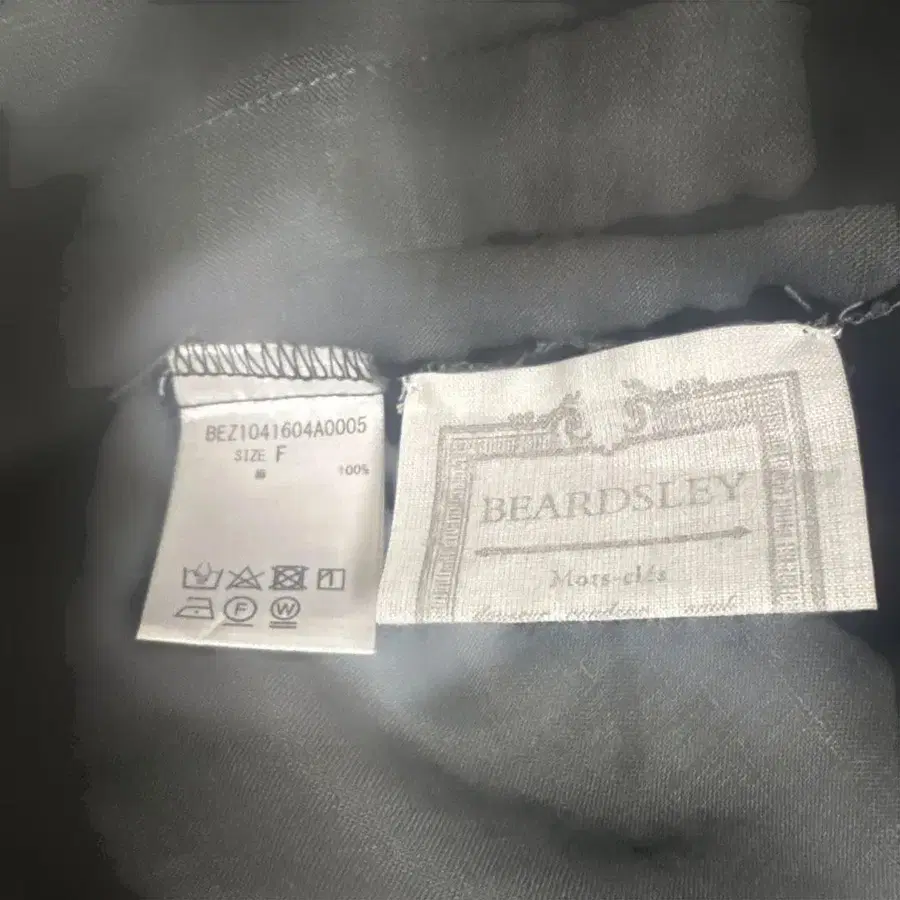 BEZ1041604A0005
SIZE F
100%
F
W
BEARDSLEY
Mots-clés